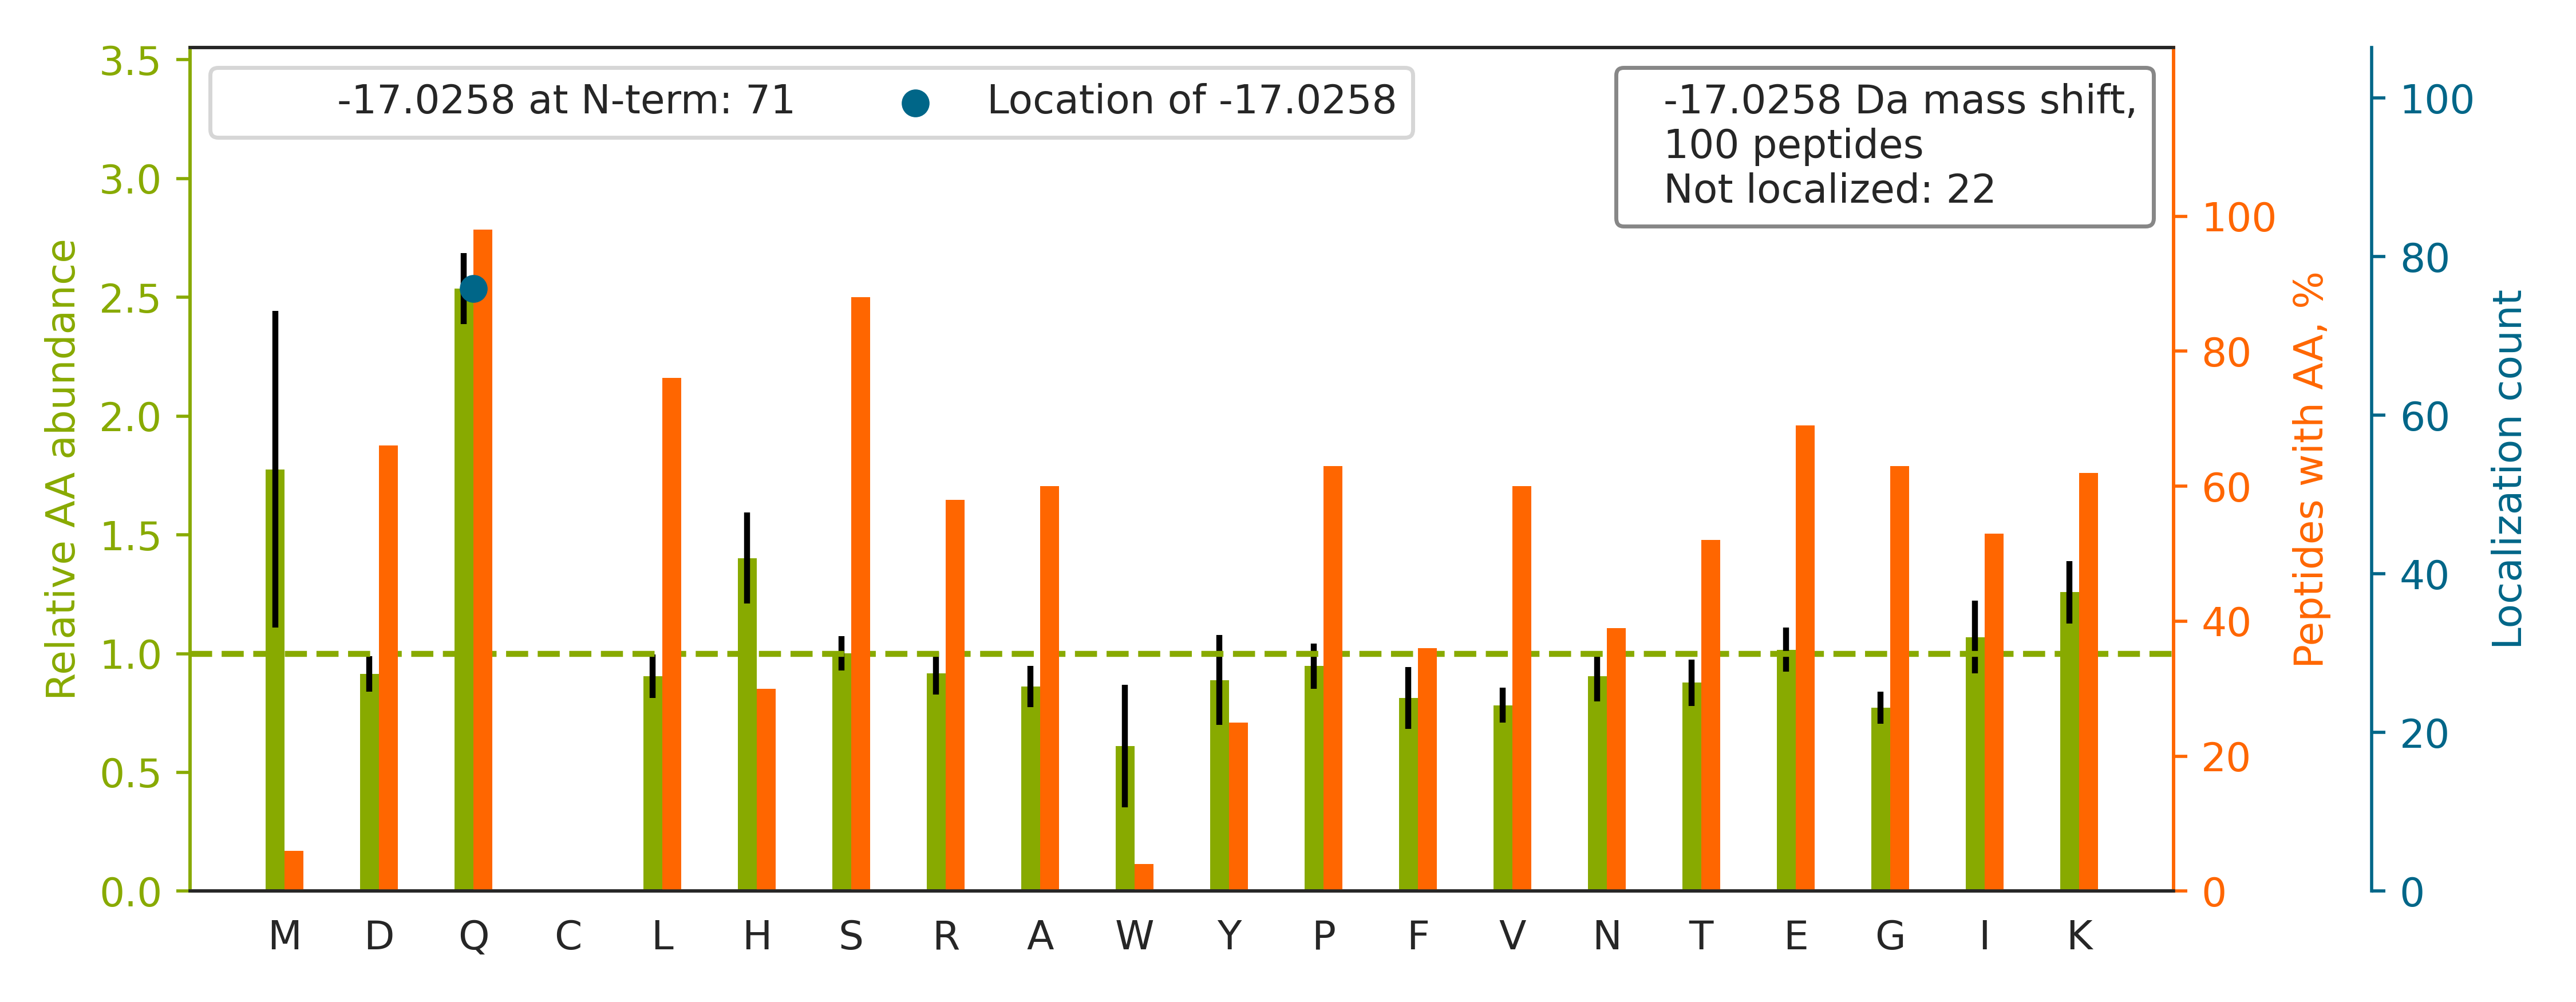 -17.0258 at N-term: 71
Location of -17.0258
-17.0258 Da mass shift,
100 peptides
Not localized: 22
Relative AA abundance
3.5
3.0
2.5
2.0
1.5
1.0
0.5
0.0
Peptides with AA, %
100
80
60
40
20
0
Localization count
100
80
60
40
20
0
M D Q C L H S R A W Y P F V N T E G I K